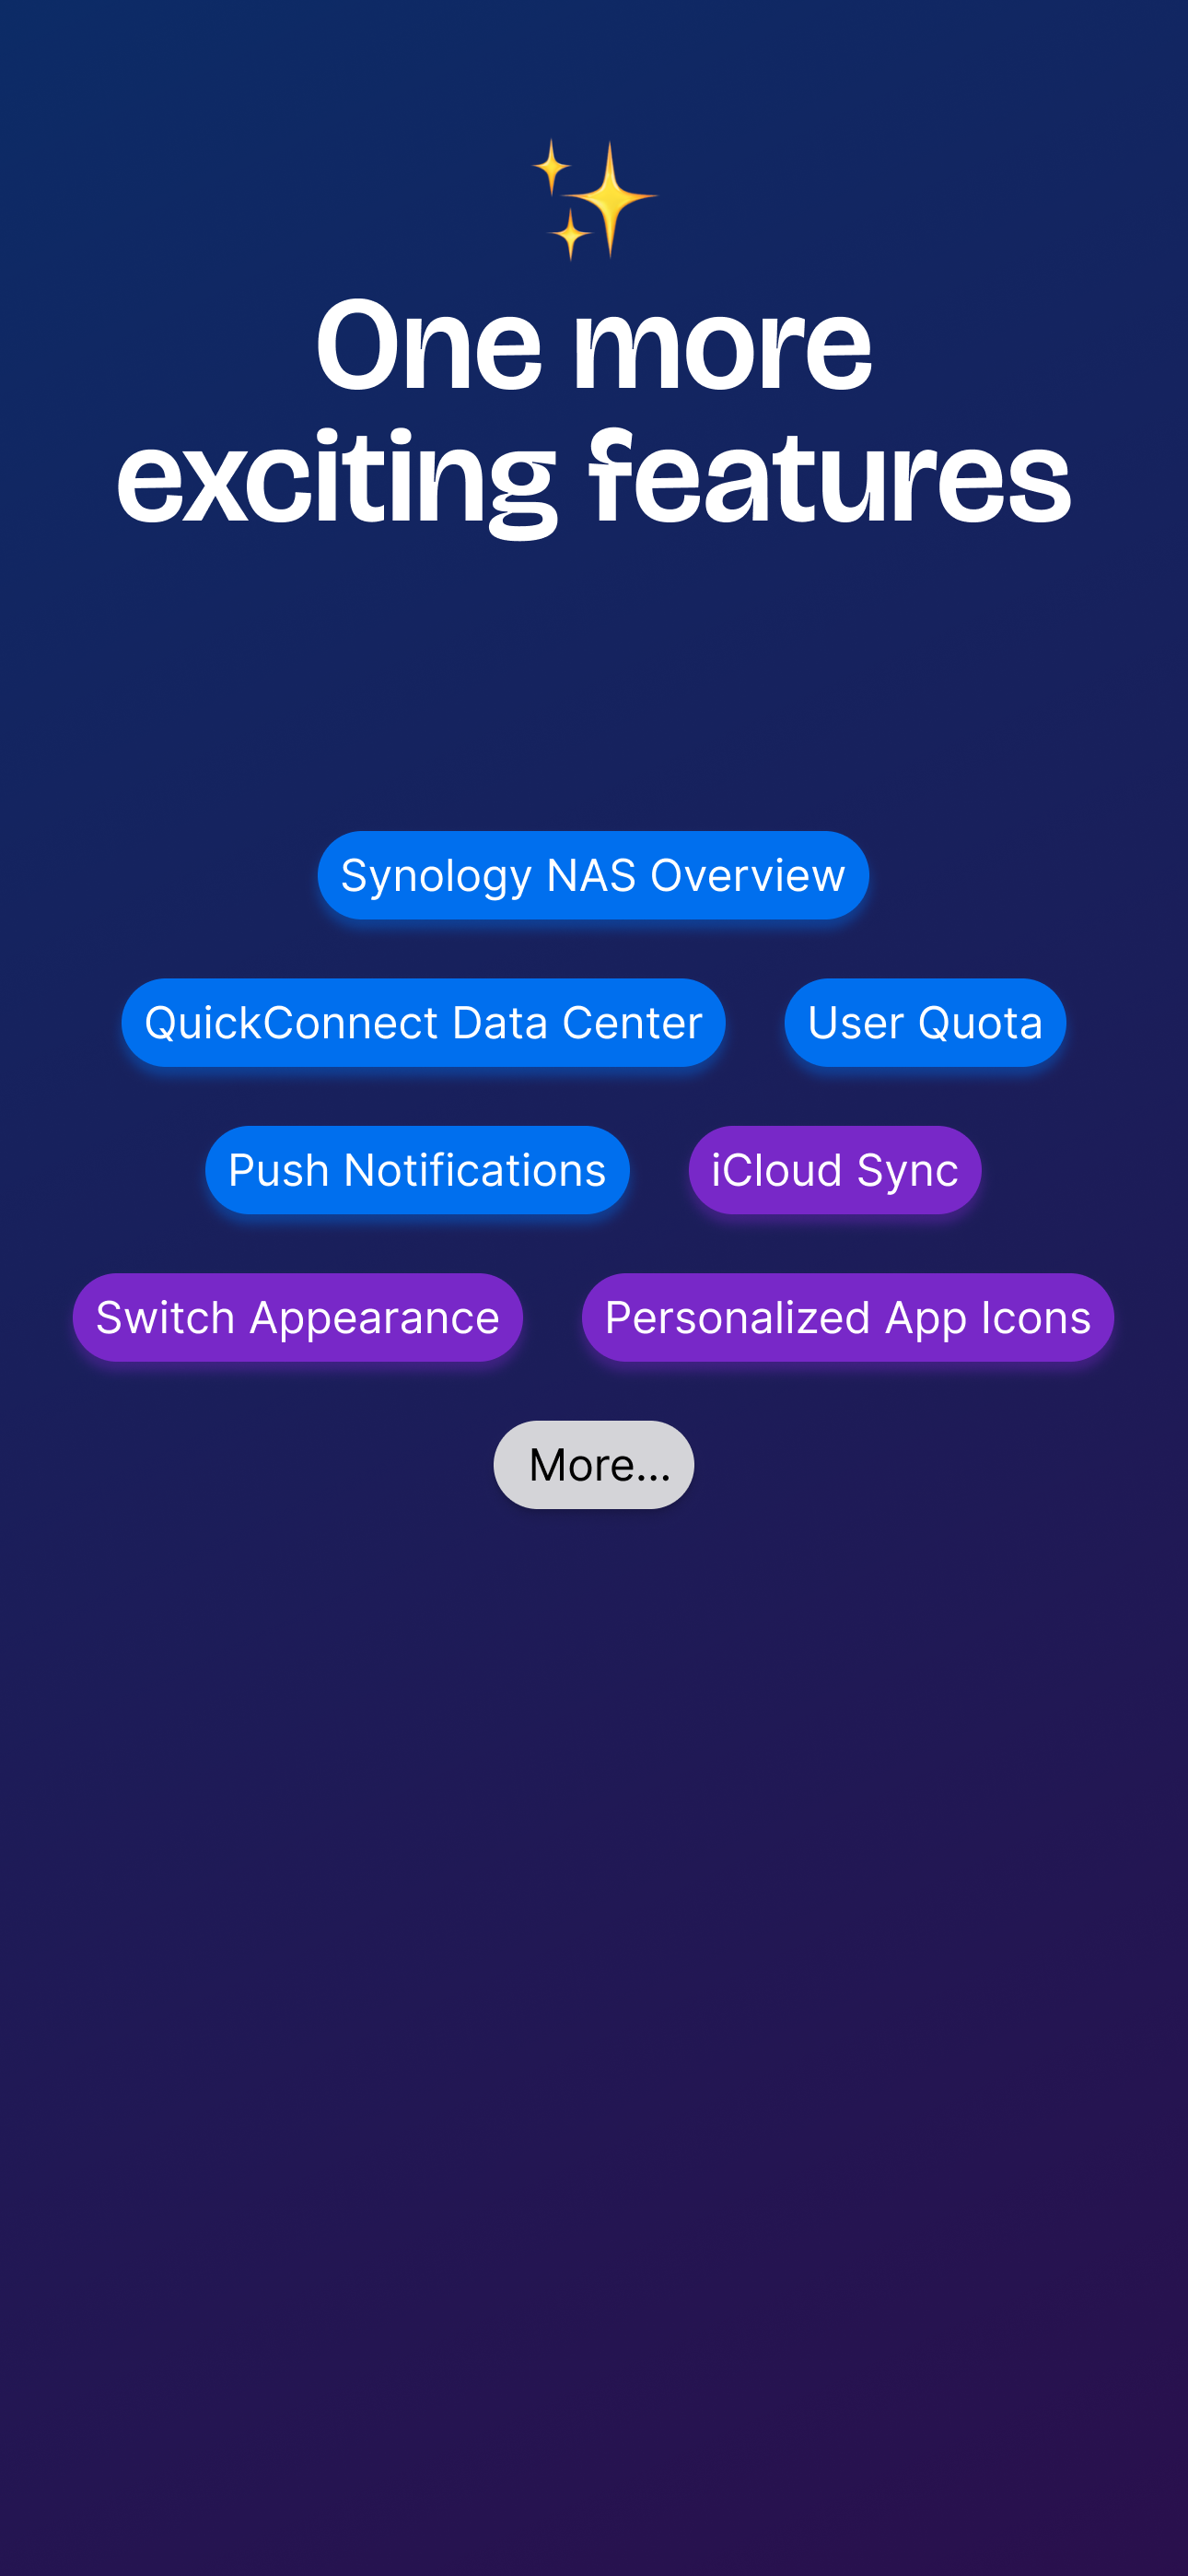 One more
exciting features
Synology NAS Overview
QuickConnect Data Center User Quota
Push Notifications iCloud Sync
Switch Appearance Personalized App Icons
More...